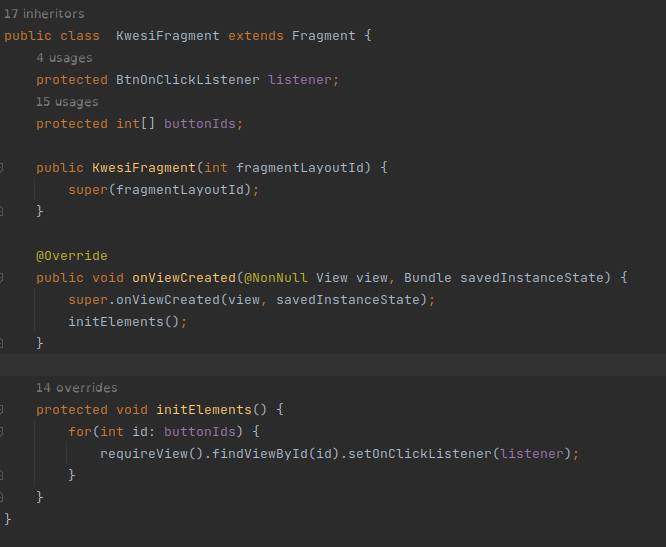 17 inheritors
public class  KwesiFragment extends Fragment {
4 usages
protected BtnOnClickListener listener;
15 usages
protected int[] buttonIds;
public KwesiFragment(int fragmentLayoutId) {
super(fragmentLayoutId);
}
@Override
public void onViewCreated(@NonNull View view, Bundle savedInstanceState) {
super.onViewCreated(view, savedInstanceState);
initElements();
}
14 overrides
protected void initElements() {
for(int id: buttonIds) {
requireView().findViewById(id).setOnClickListener(listener);
}
}
}